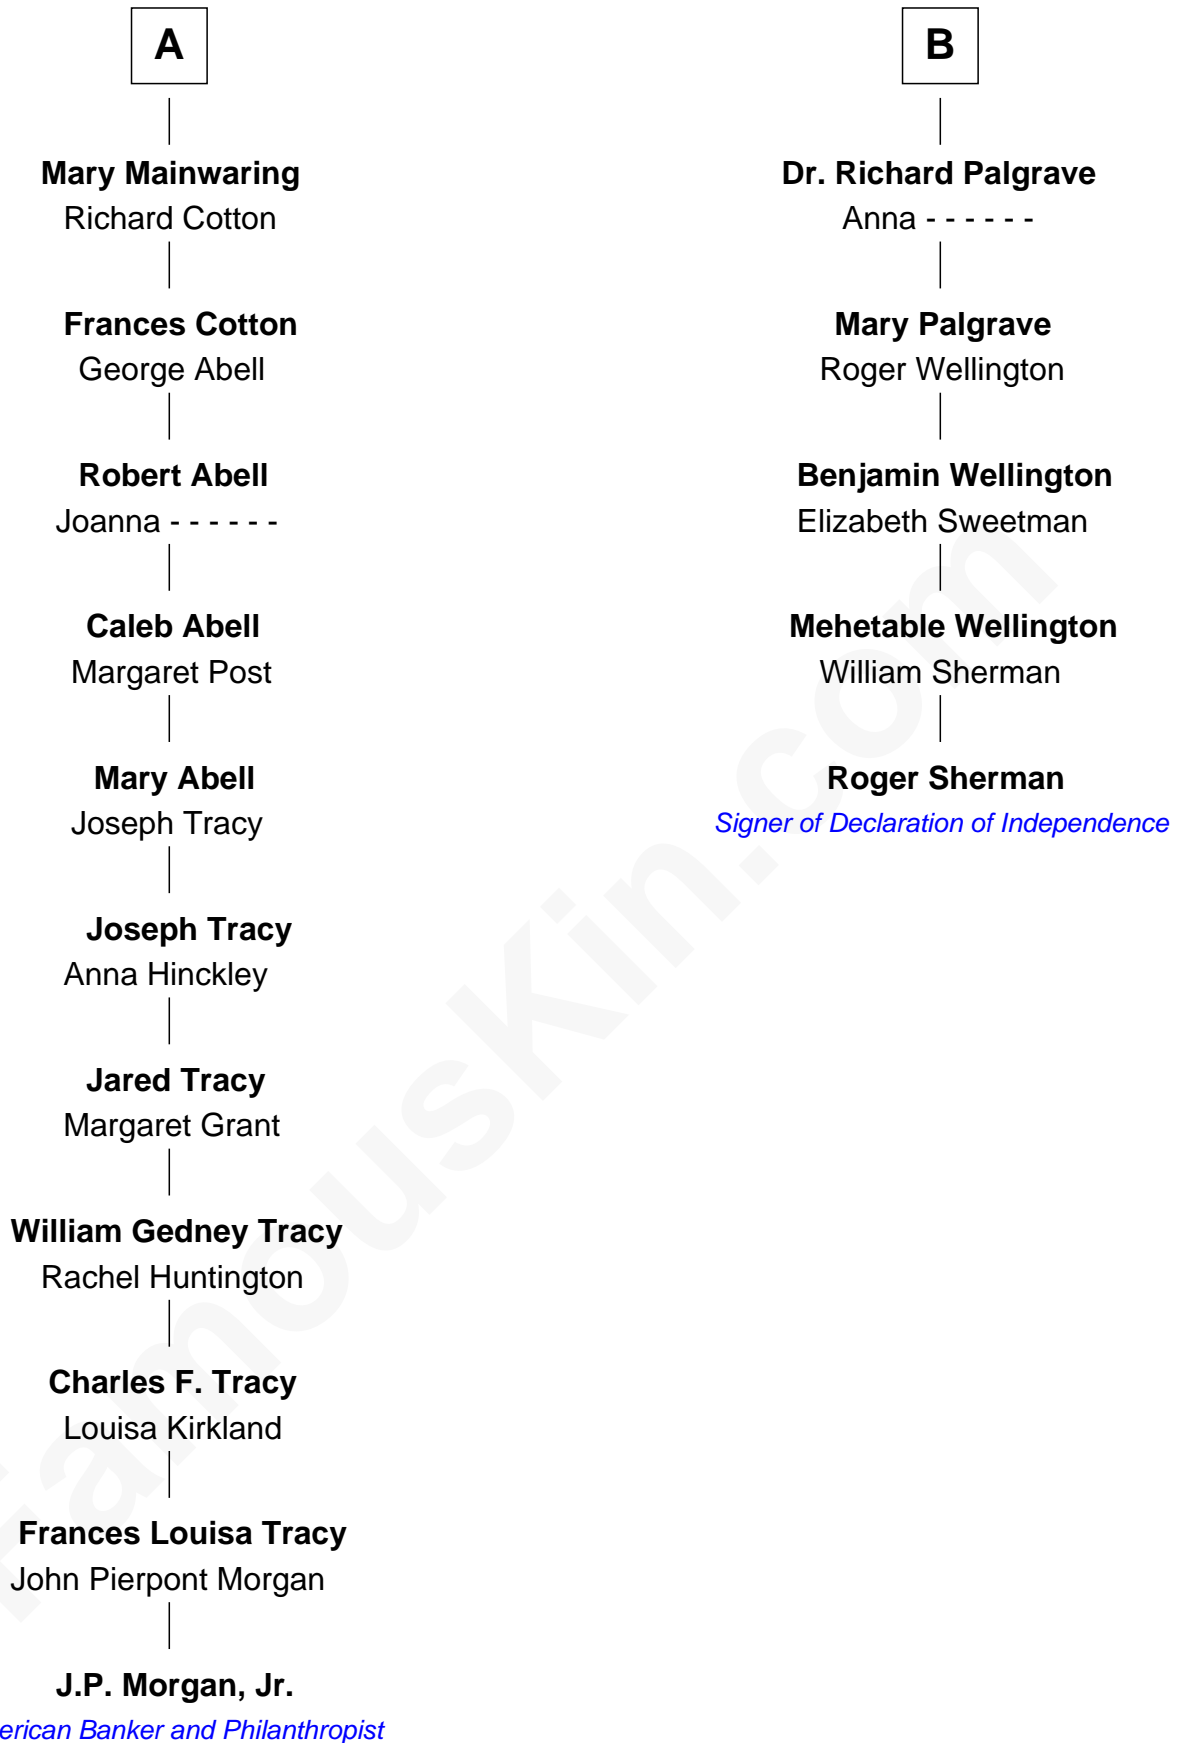 A
Mary Mainwaring
Richard Cotton
Frances Cotton
George Abell
Robert Abell
Joanna - - - - - -
Caleb Abell
Margaret Post
Mary Abell
Joseph Tracy
Joseph Tracy
Anna Hinckley
Jared Tracy
Margaret Grant
William Gedney Tracy
Rachel Huntington
Charles F. Tracy
Louisa Kirkland
Frances Louisa Tracy
John Pierpont Morgan
J.P. Morgan, Jr.
erican Banker and Philanthropist
B
Dr. Richard Palgrave
Anna - - - - - -
Mary Palgrave
Roger Wellington
Benjamin Wellington
Elizabeth Sweetman
Mehetable Wellington
William Sherman
Roger Sherman
Signer of Declaration of Independence
FamousKin.com